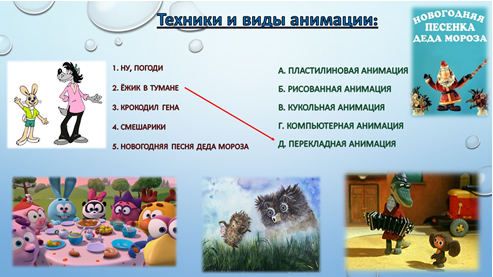 Техники и виды анимации:
НОВОГОДНЯЯ
ПЕСЕНКА
ДЕДА МОРОЗА
1. НУ, ПОГОДИ
2. ЁЖИК В ТУМАНЕ
3. КРОКОДИЛ ГЕНА
4. СМЕШАРИКИ
5. НОВОГОДНЯЯ ПЕСНЯ ДЕДА МОРОЗА
А. ПЛАСТИЛИНОВАЯ АНИМАЦИЯ
Б. РИСОВАННАЯ АНИМАЦИЯ
В. КУКОЛЬНАЯ АНИМАЦИЯ
Г. КОМПЬЮТЕРНАЯ АНИМАЦИЯ
Д. ПЕРЕКЛАДНАЯ АНИМАЦИЯ